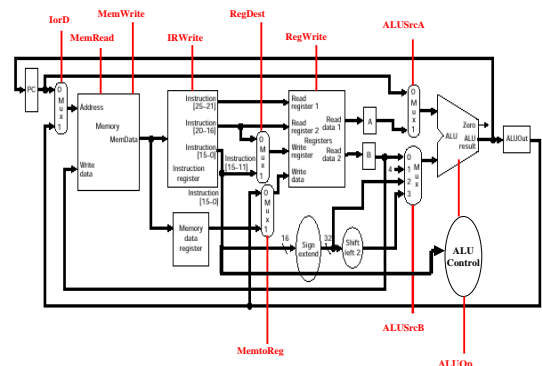 IorD
MemWrite
MemRead
IRWrite
RegDest
RegWrite
ALUSrcA
PC
0
M
u
x
1
Address
Memory
MemData
Write
data
Instruction
[25–21]
Instruction
[20–16]
Instruction
[15–0]
Instruction
register
Instruction
[15–11]
Instruction
[15–0]
Memory
data
register
0
M
u
x
1
0
M
u
x
1
Read
register 1
Read
register 2
Registers
Write
register
Write
data
Read
data 1
Read
data 2
A
B
4
0
M
u
x
1
0
1
2
3
M
u
x
Zero
ALU
ALU
result
ALUOut
16
Sign
extend
32
Shift
left 2
ALU
Control
MemtoReg
ALUSrcB
ALUOp